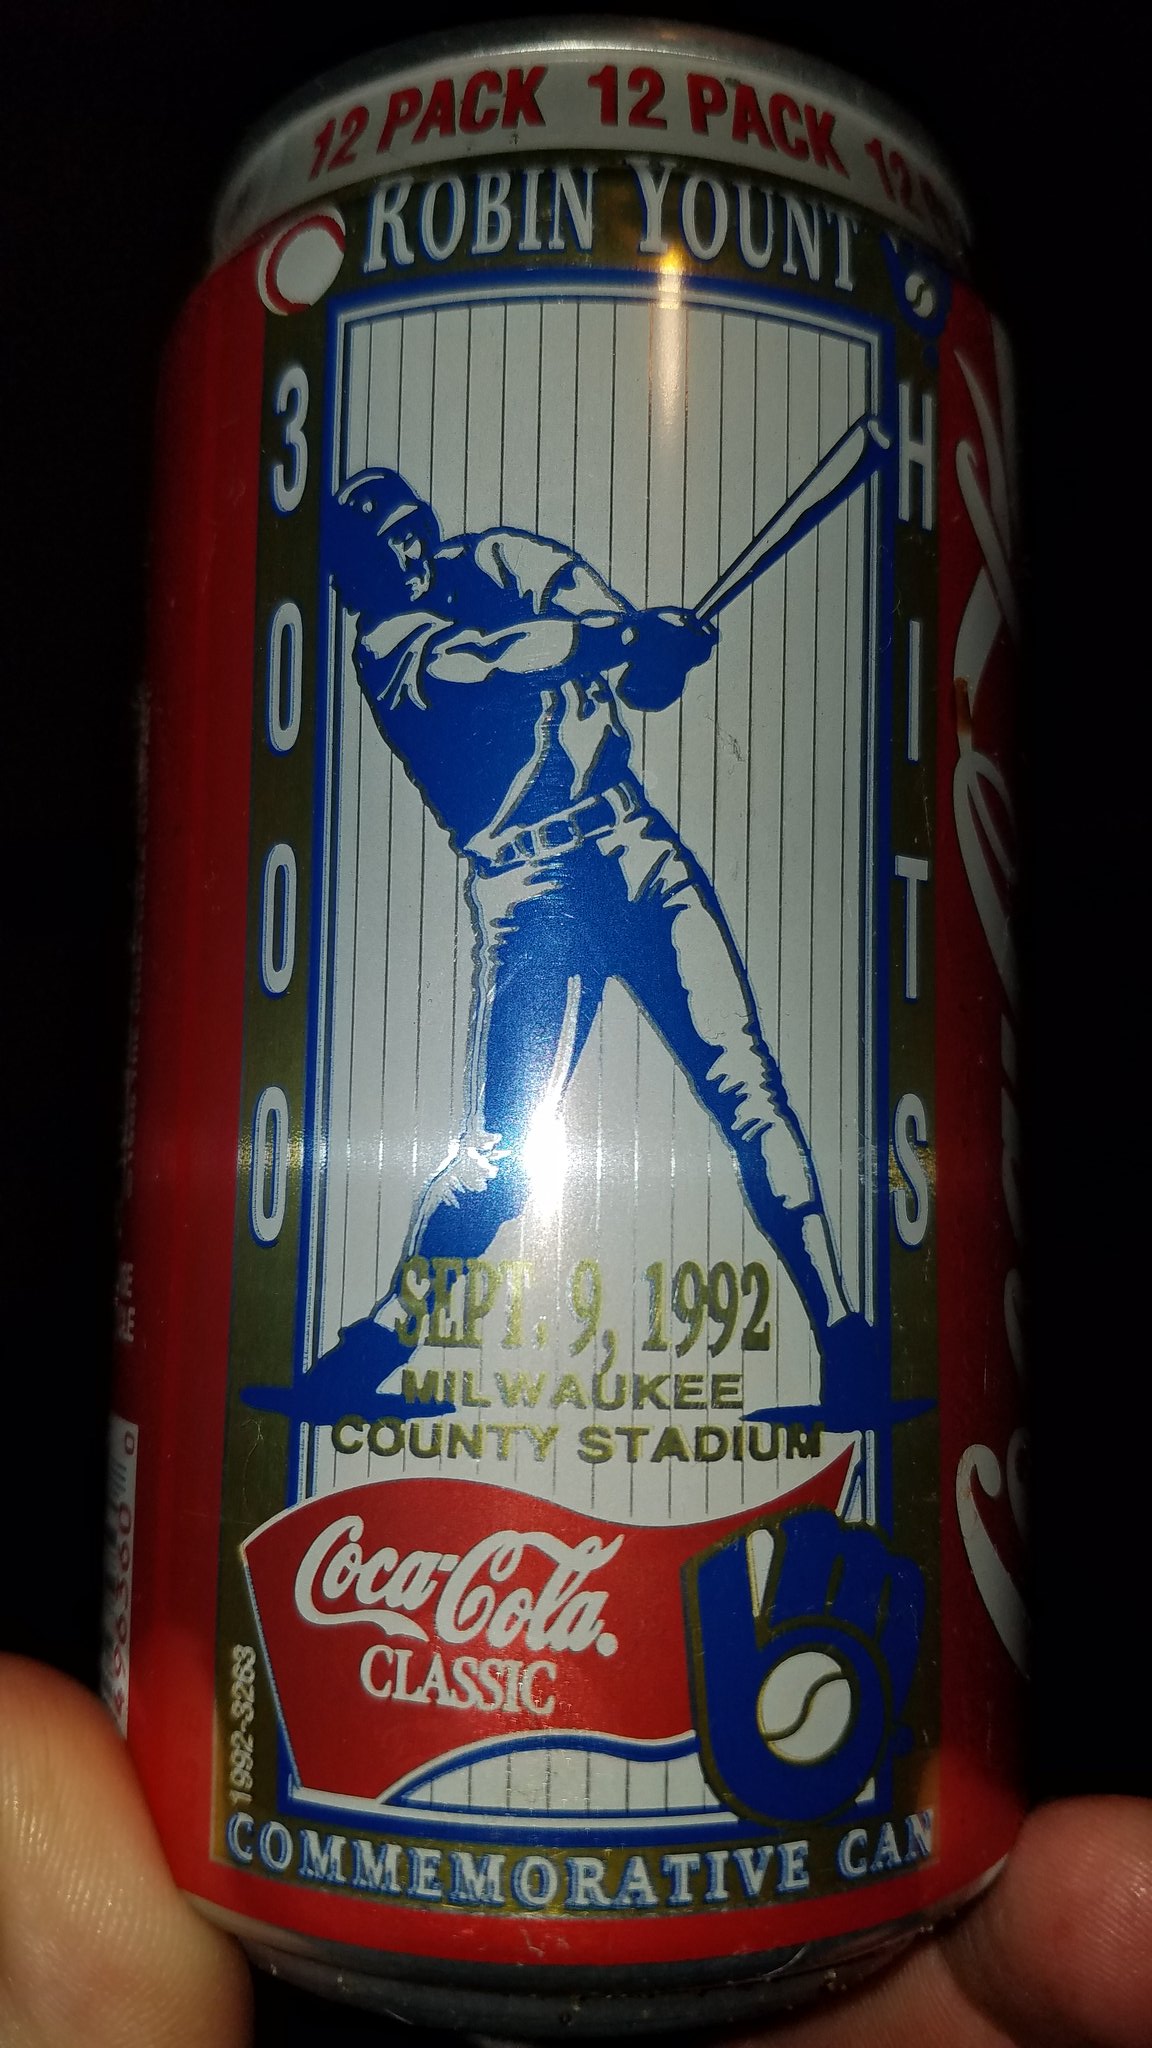 12 PACK 12 PACK 12
ROBIN YOUNT
3000
HITS
SEPT. 9, 1992
MILWAUKEE
COUNTY STADIUM
Coca-Cola
CLASSIC
1992-3263
COMMEMORATIVE CAN